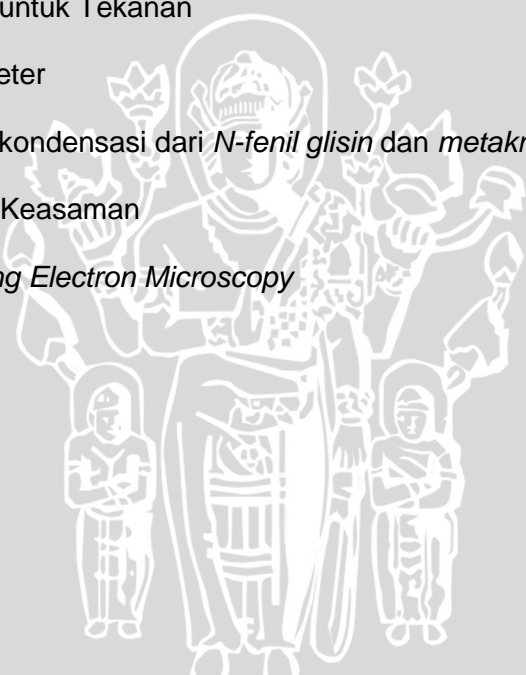 untuk Tekanan
eter
kondensasi dari N-fenil glisin dan metakr
Keasaman
ng Electron Microscopy